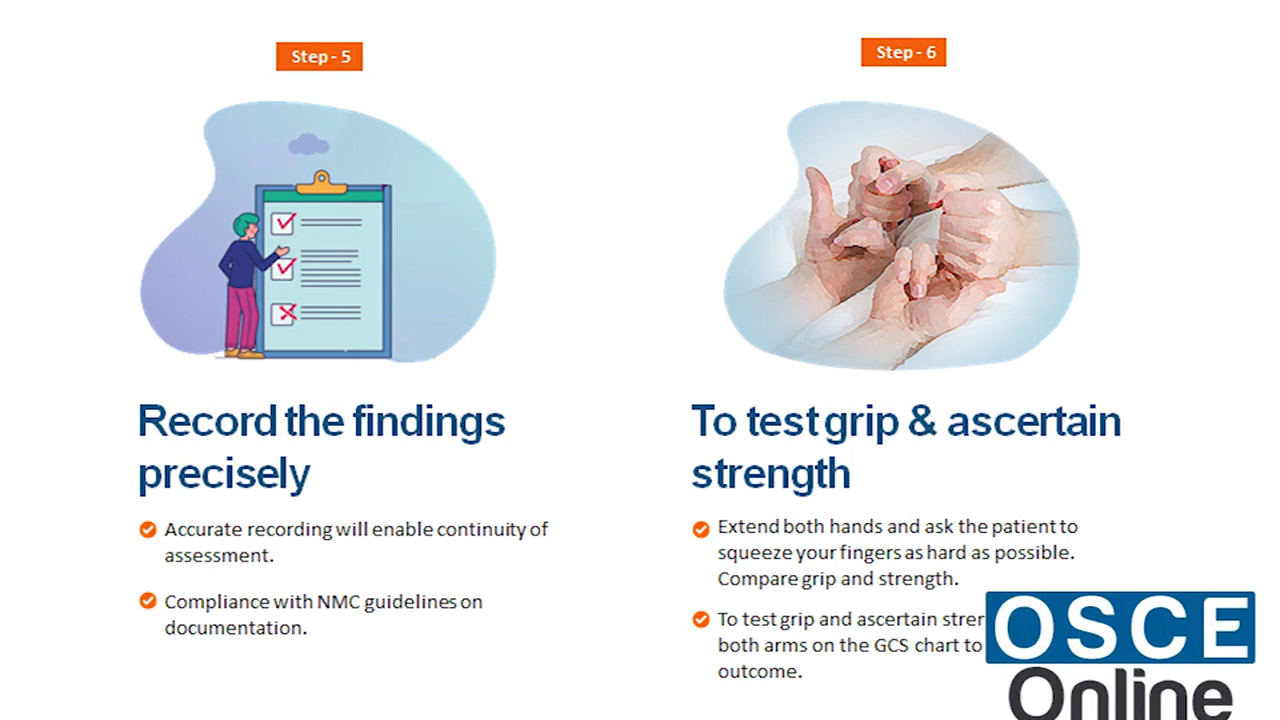 Step - 5
Record the findings
precisely
Accurate recording will enable continuity of
assessment.
Compliance with NMC guidelines on
documentation.
Step - 6
To test grip & ascertain
strength
Extend both hands and ask the patient to
squeeze your fingers as hard as possible.
Compare grip and strength.
To test grip and ascertain
both arms on the GCS chart to
outcome.
OSCE
Online